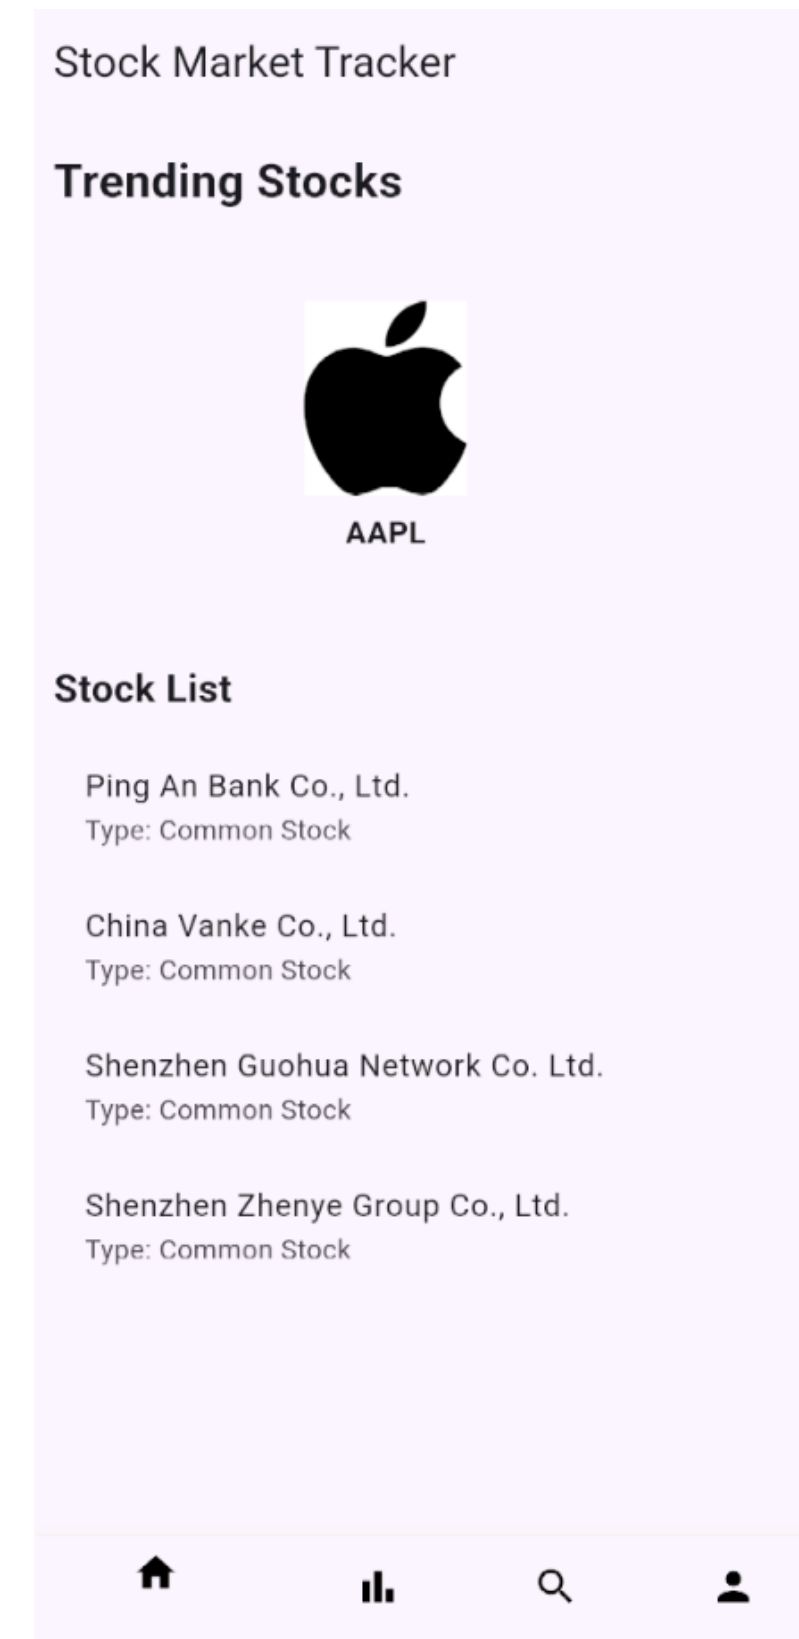 Stock Market Tracker
Trending Stocks
AAPL
Stock List
Ping An Bank Co., Ltd.
Type: Common Stock
China Vanke Co., Ltd.
Type: Common Stock
Shenzhen Guohua Network Co. Ltd.
Type: Common Stock
Shenzhen Zhenye Group Co., Ltd.
Type: Common Stock